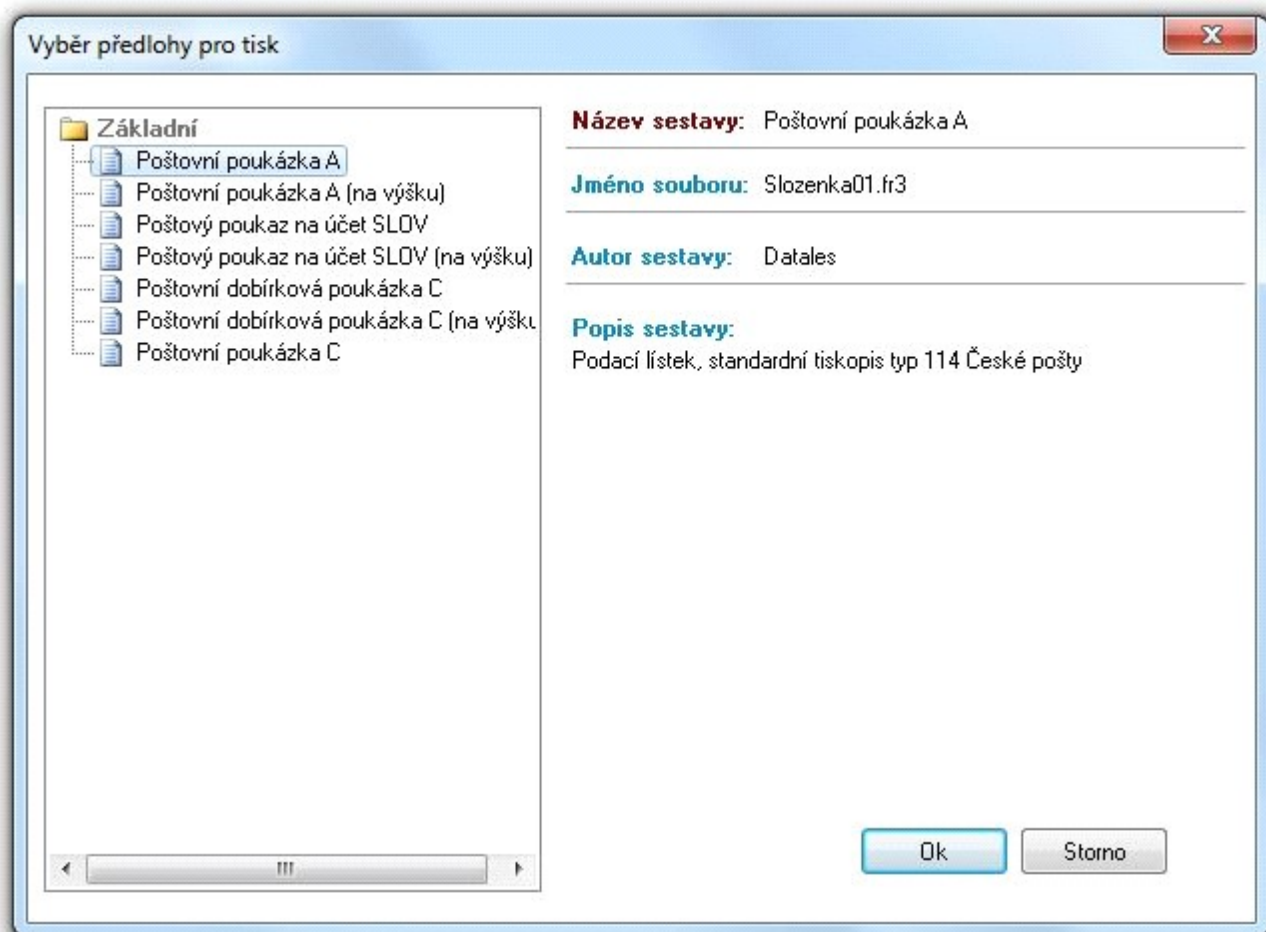 Vyběr předlohy pro tisk
Základní
Poštovní poukázka A
Poštovní poukázka A (na výšku)
Poštový poukaz na účet SLOV
Poštový poukaz na účet SLOV (na výšku)
Poštovní dobírková poukázka C
Poštovní dobírková poukázka C (na výšku
Poštovní poukázka C
Název sestavy: Poštovní poukázka A
Jméno souboru: Slozenka01.fr3
Autor sestavy: Datales
Popis sestavy:
Podací lístek, standardní tiskopis typ 114 České pošty
Ok
Storno